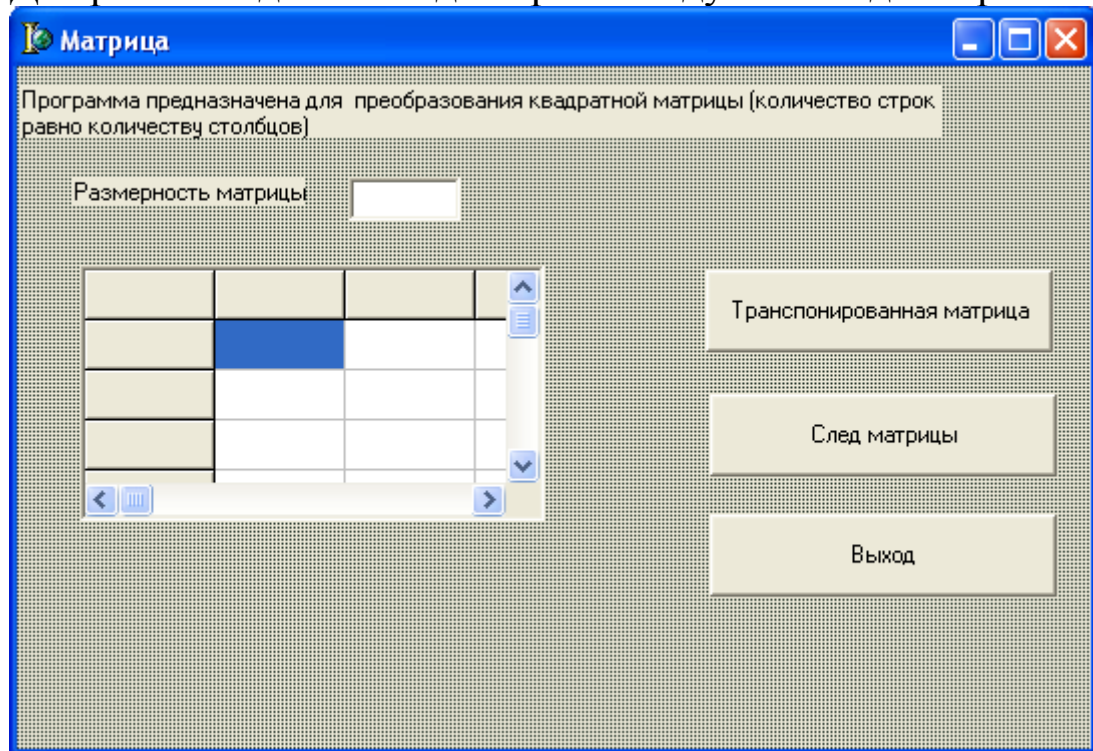 Матрица
Программа предназначена для преобразования квадратной матрицы (количество строк
равно количеству столбцов)
Размерность матрицы
Транспонированная матрица
След матрицы
Выход